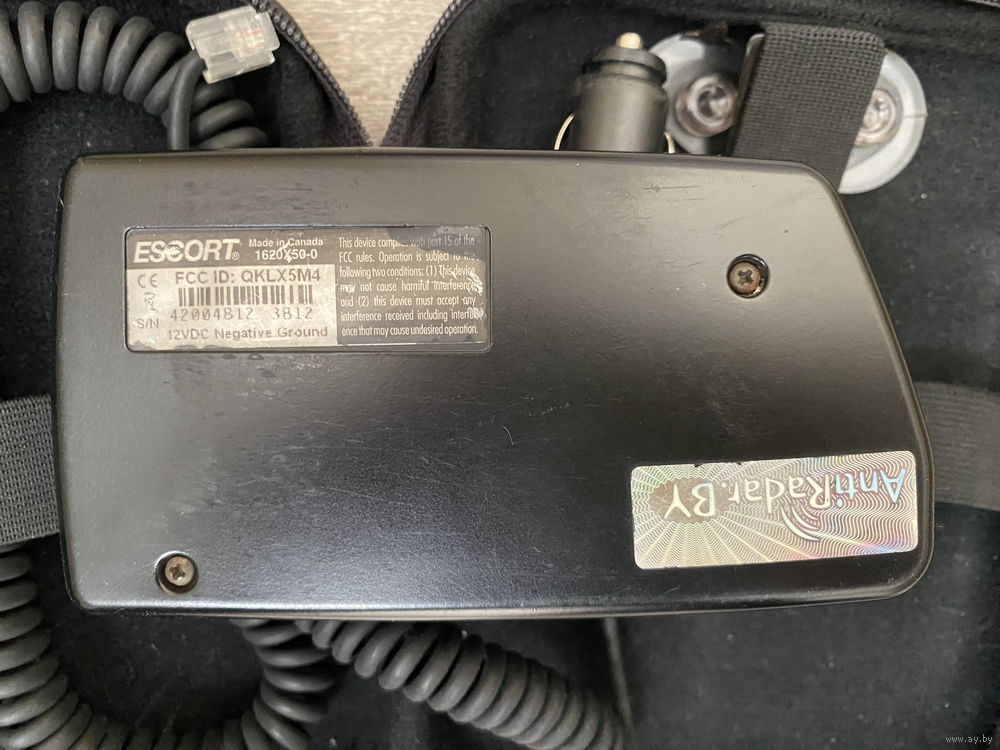 ESCORT® Made in Canada
1620X50-0
CE FCC ID: QKLX5M4
S/N 42004812 3812
12VDC Negative Ground
This device complies with part 15 of the
FCC rules. Operation is subject to the
following two conditions: (1) This device
may not cause harmful interference,
and (2) this device must accept any
interference received including interfer-
ence that may cause undesired operation.
AntiRadar.BY
www.ay.by